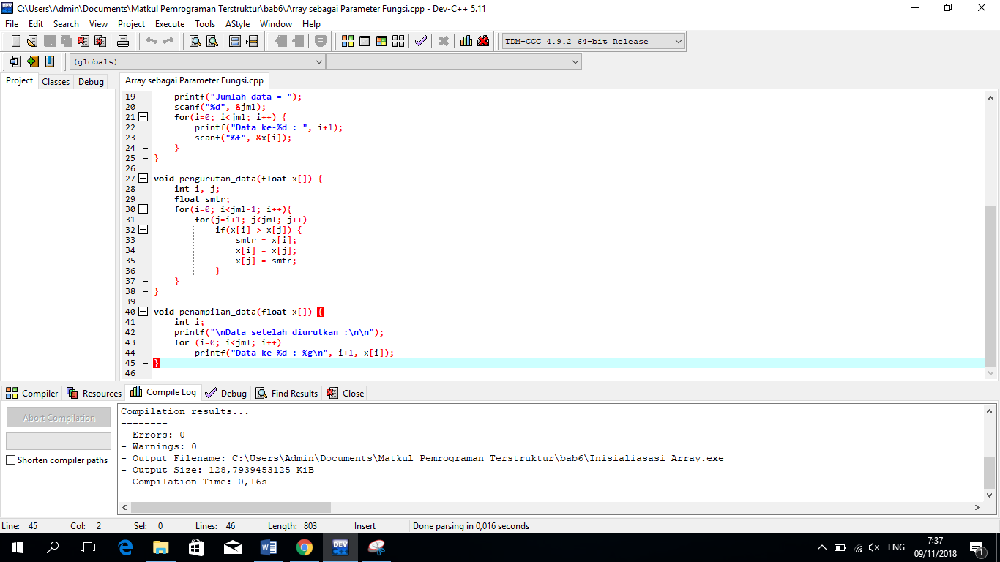 C:\Users\Admin\Documents\Matkul Pemrograman Terstruktur\bab6\Array sebagai Parameter Fungsi.cpp - Dev-C++ 5.11
File Edit Search View Project Execute Tools AStyle Window Help
TDM-GCC 4.9.2 64-bit Release
(globals)
Project Classes Debug
Array sebagai Parameter Fungsi.cpp
19 printf("Jumlah data = ");
20 scanf("%d", &jml);
21 for(i=0; i<jml; i++) {
22 printf("Data ke-%d : ", i+1);
23 scanf("%f", &x[i]);
24 }
25 }
26
27 void pengurutan_data(float x[]) {
28 int i, j;
29 float smtr;
30 for(i=0; i<jml-1; i++){
31 for(j=i+1; j<jml; j++)
32 if(x[i] > x[j]) {
33 smtr = x[i];
34 x[i] = x[j];
35 x[j] = smtr;
36 }
37 }
38 }
39
40 void penampilan_data(float x[]) {
41 int i;
42 printf("\nData setelah diurutkan :\n\n");
43 for (i=0; i<jml; i++)
44 printf("Data ke-%d : %g\n", i+1, x[i]);
45 }
46
Compiler Resources Compile Log Debug Find Results Close
Abort Compilation
Shorten compiler paths
Compilation results...
--------
- Errors: 0
- Warnings: 0
- Output Filename: C:\Users\Admin\Documents\Matkul Pemrograman Terstruktur\bab6\Inisialiasasi Array.exe
- Output Size: 128,7939453125 KiB
- Compilation Time: 0,16s
Line: 45 Col: 2 Sel: 0 Lines: 46 Length: 803 Insert Done parsing in 0,016 seconds
ENG
7:37
09/11/2018
1